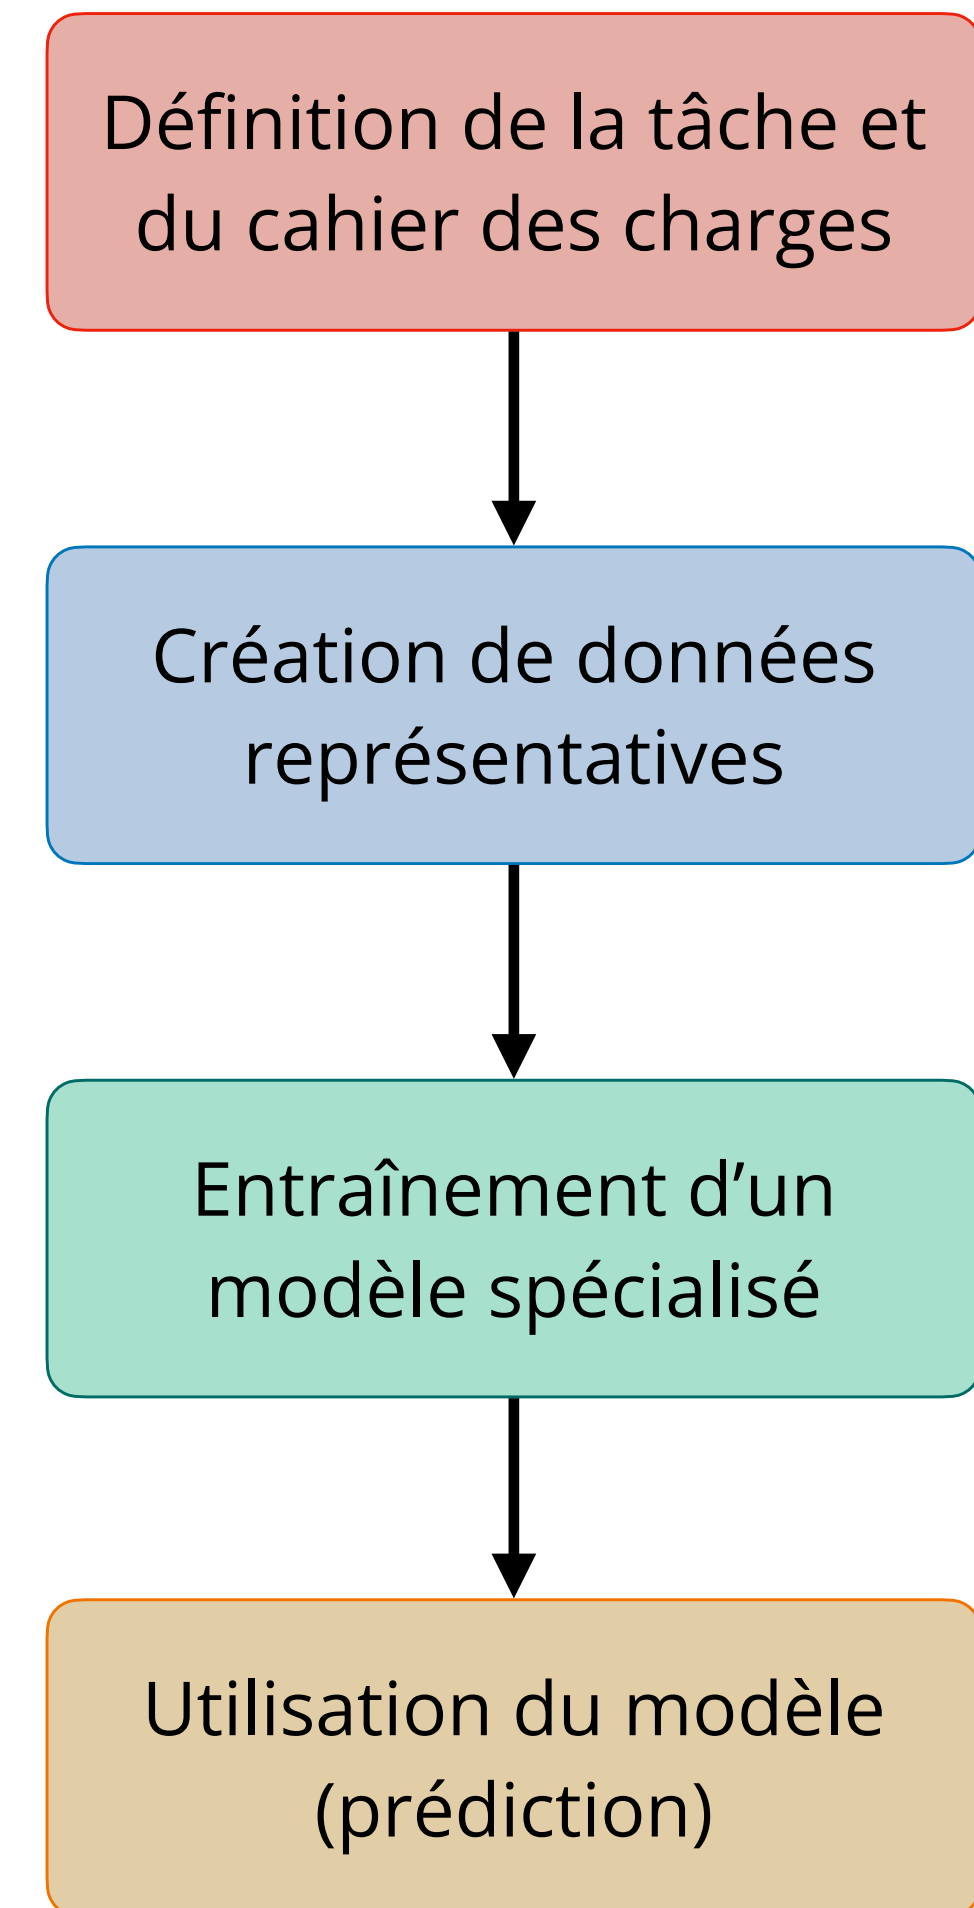 Définition de la tâche et
du cahier des charges
Création de données
représentatives
Entraînement d’un
modèle spécialisé
Utilisation du modèle
(prédiction)